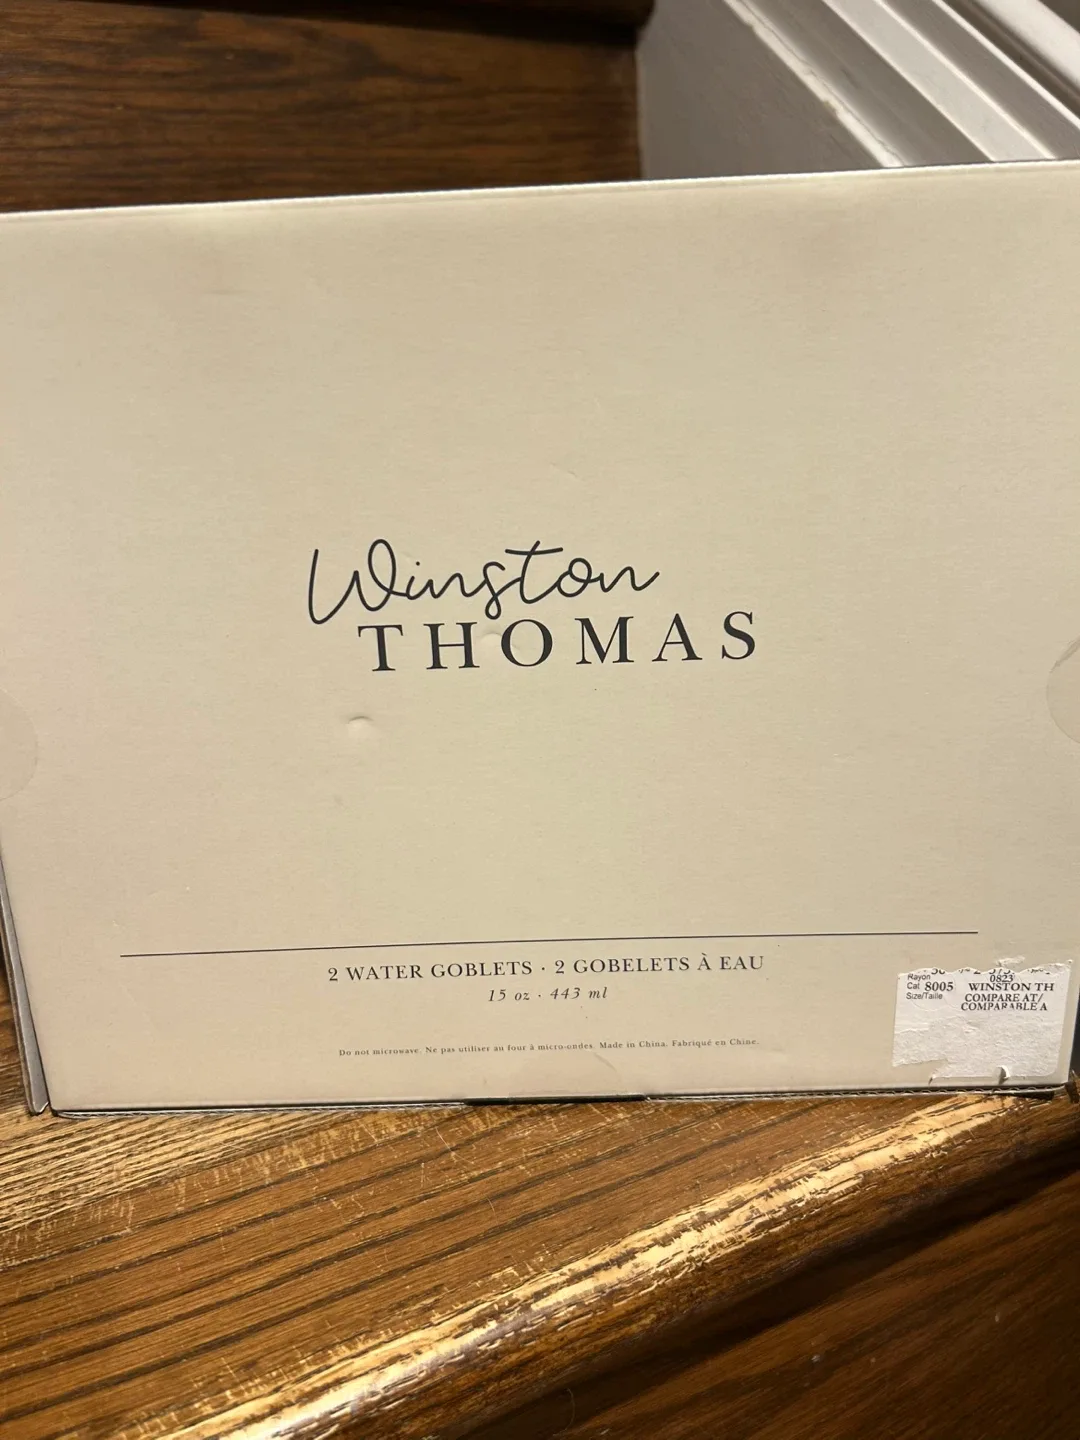 Winston
THOMAS
2 WATER GOBLETS · 2 GOBELETS À EAU
15 oz · 443 ml
Do not microwave. Ne pas utiliser au four à micro-ondes. Made in China. Fabriqué en Chine.
Rayon
0823
Cat 8005 WINSTON TH
Size/Taille COMPARE AT/
COMPARABLE A